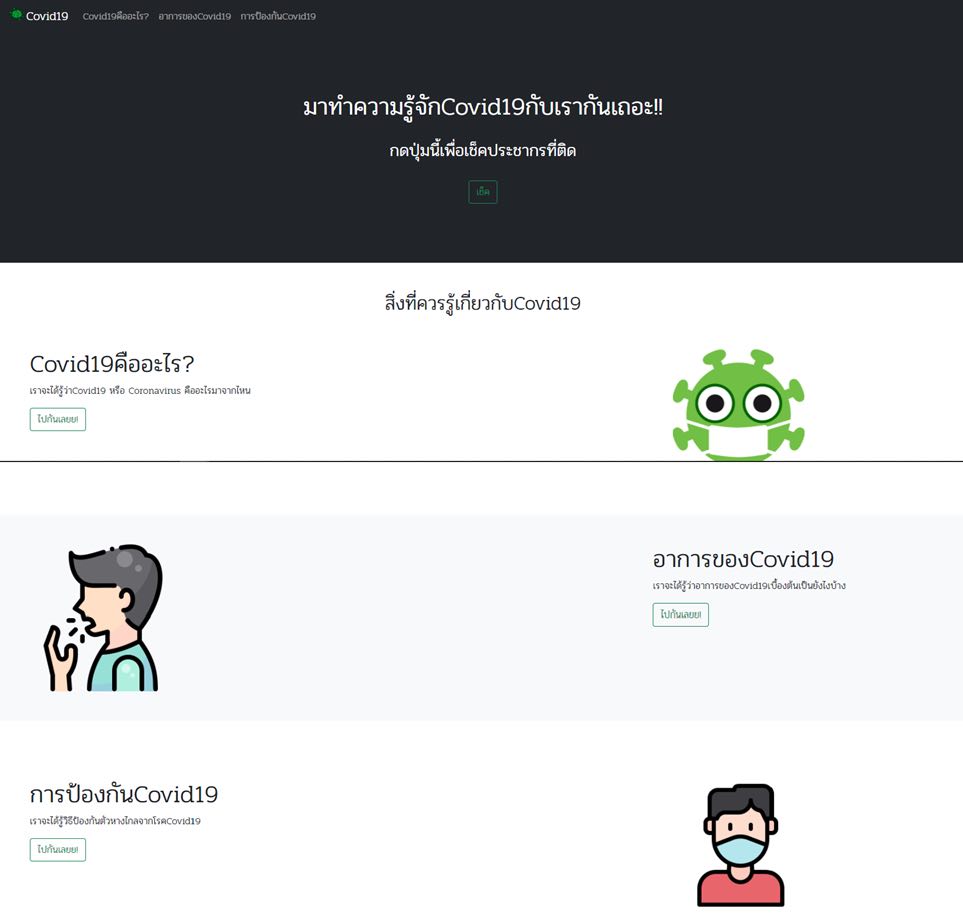 Covid19 Covid19คืออะไร? อาการของCovid19 การป้องกันCovid19
มาทำความรู้จักCovid19กับเรากันเถอะ!!
กดปุ่มนี้เพื่อเช็คประชากรที่ติด
เช็ค
สิ่งที่ควรรู้เกี่ยวกับCovid19
Covid19คืออะไร?
เราจะได้รู้ว่าCovid19 หรือ Coronavirus คืออะไรมาจากไหน
ไปกันเลยย!
อาการของCovid19
เราจะได้รู้ว่าอาการของCovid19เบื้องต้นเป็นยังไงบ้าง
ไปกันเลยย!
การป้องกันCovid19
เราจะได้รู้วิธีป้องกันตัวหางไกลจากโรคCovid19
ไปกันเลยย!